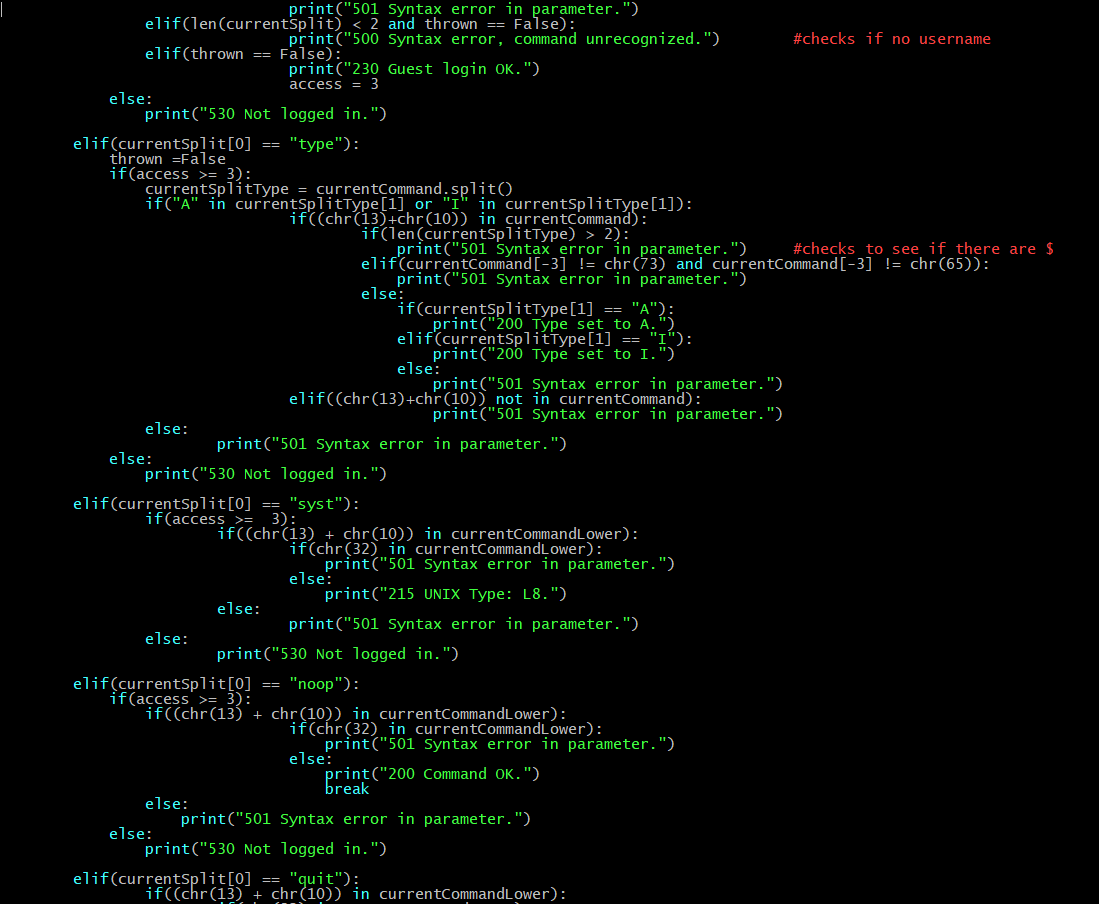 print("501 Syntax error in parameter.")
elif(len(currentSplit) < 2 and thrown == False):
print("500 Syntax error, command unrecognized.") #checks if no username
elif(thrown == False):
print("230 Guest login OK.")
access = 3
else:
print("530 Not logged in.")
elif(currentSplit[0] == "type"):
thrown =False
if(access >= 3):
currentSplitType = currentCommand.split()
if("A" in currentSplitType[1] or "I" in currentSplitType[1]):
if((chr(13)+chr(10)) in currentCommand):
if(len(currentSplitType) > 2):
print("501 Syntax error in parameter.") #checks to see if there are $
elif(currentCommand[-3] != chr(73) and currentCommand[-3] != chr(65)):
print("501 Syntax error in parameter.")
else:
if(currentSplitType[1] == "A"):
print("200 Type set to A.")
elif(currentSplitType[1] == "I"):
print("200 Type set to I.")
else:
print("501 Syntax error in parameter.")
elif((chr(13)+chr(10)) not in currentCommand):
print("501 Syntax error in parameter.")
else:
print("501 Syntax error in parameter.")
else:
print("530 Not logged in.")
elif(currentSplit[0] == "syst"):
if(access >=  3):
if((chr(13) + chr(10)) in currentCommandLower):
if(chr(32) in currentCommandLower):
print("501 Syntax error in parameter.")
else:
print("215 UNIX Type: L8.")
else:
print("501 Syntax error in parameter.")
else:
print("530 Not logged in.")
elif(currentSplit[0] == "noop"):
if(access >= 3):
if((chr(13) + chr(10)) in currentCommandLower):
if(chr(32) in currentCommandLower):
print("501 Syntax error in parameter.")
else:
print("200 Command OK.")
break
else:
print("501 Syntax error in parameter.")
else:
print("530 Not logged in.")
elif(currentSplit[0] == "quit"):
if((chr(13) + chr(10)) in currentCommandLower):